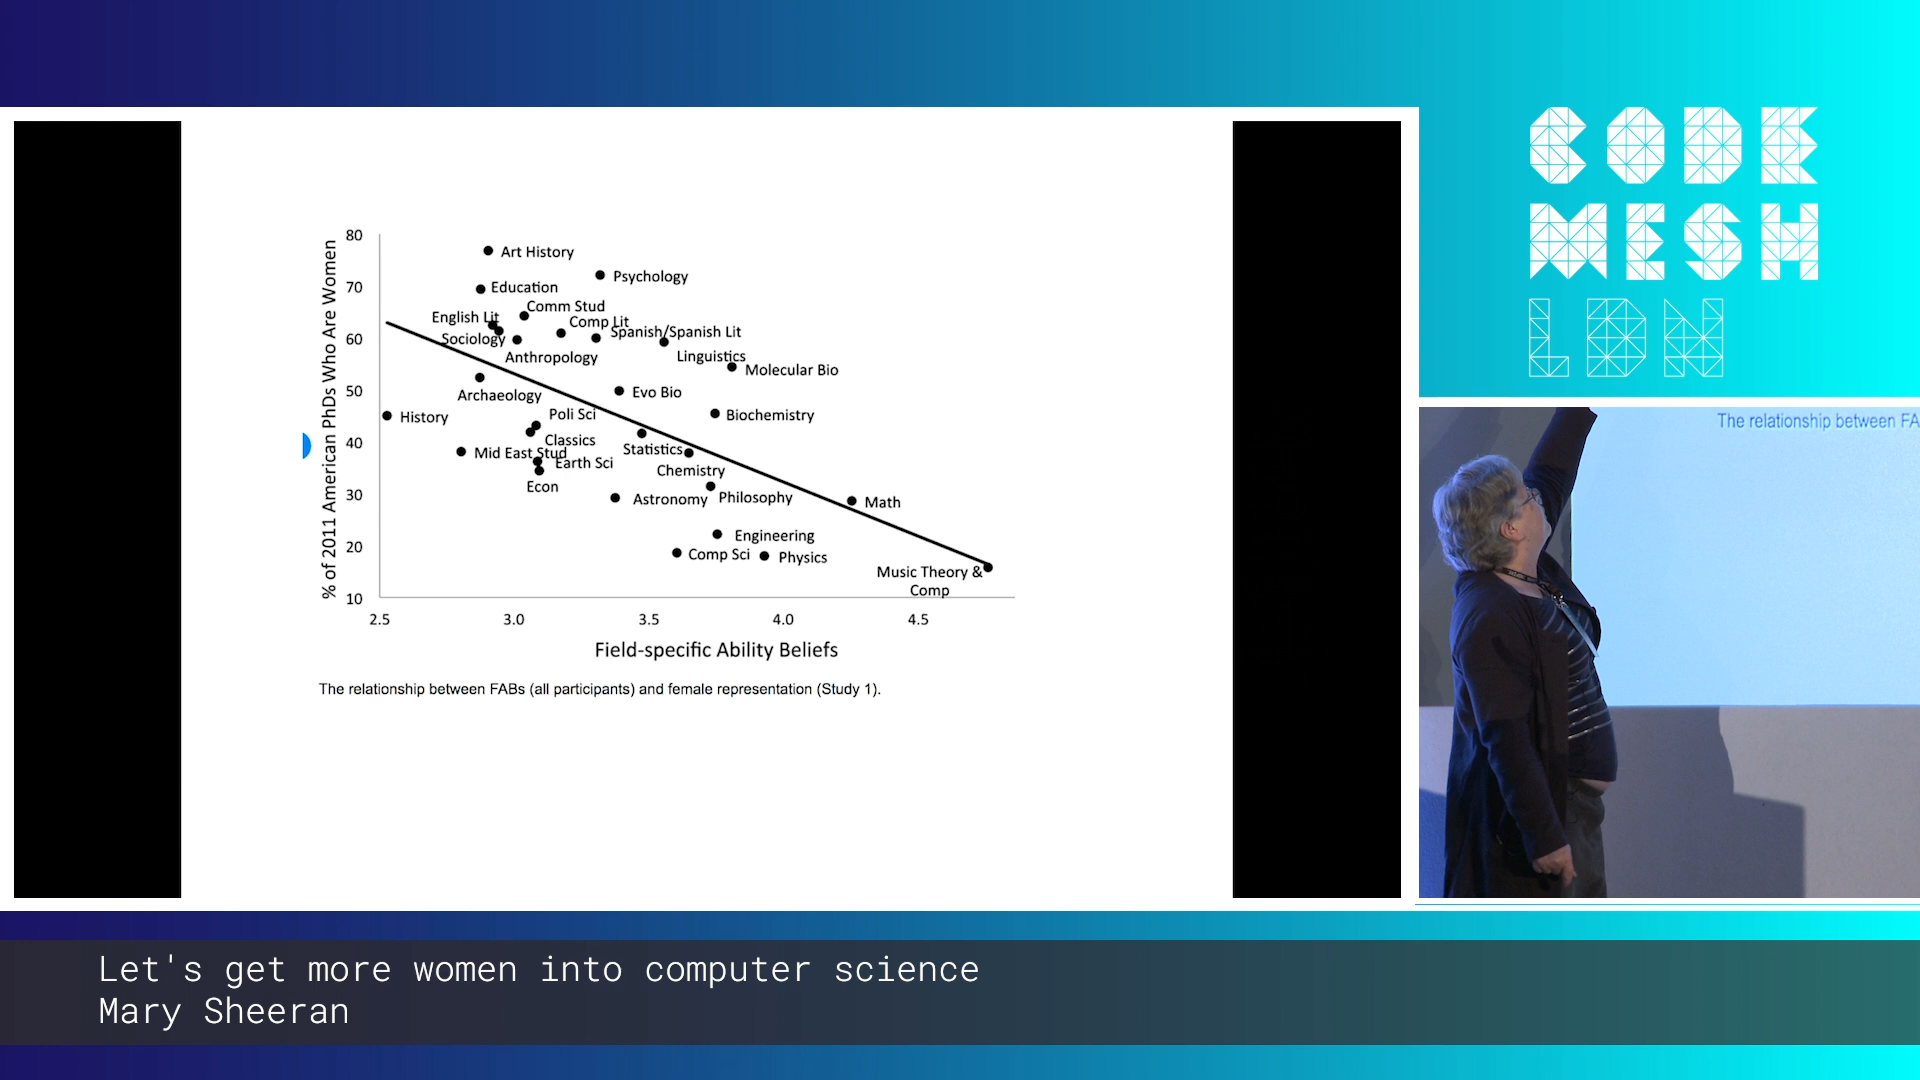 CODE
MESH
LDN
80
70
60
50
40
30
20
10
% of 2011 American PhDs Who Are Women
Art History
Psychology
Education
Comm Stud
English Lit
Comp Lit
Spanish/Spanish Lit
Sociology
Anthropology
Linguistics
Molecular Bio
Archaeology
Evo Bio
History
Poli Sci
Biochemistry
Classics
Mid East Stud
Statistics
Earth Sci
Chemistry
Econ
Astronomy
Philosophy
Math
Engineering
Comp Sci
Physics
Music Theory &
Comp
2.5
3.0
3.5
4.0
4.5
Field-specific Ability Beliefs
The relationship between FABs (all participants) and female representation (Study 1).
The relationship between FA
Let's get more women into computer science
Mary Sheeran